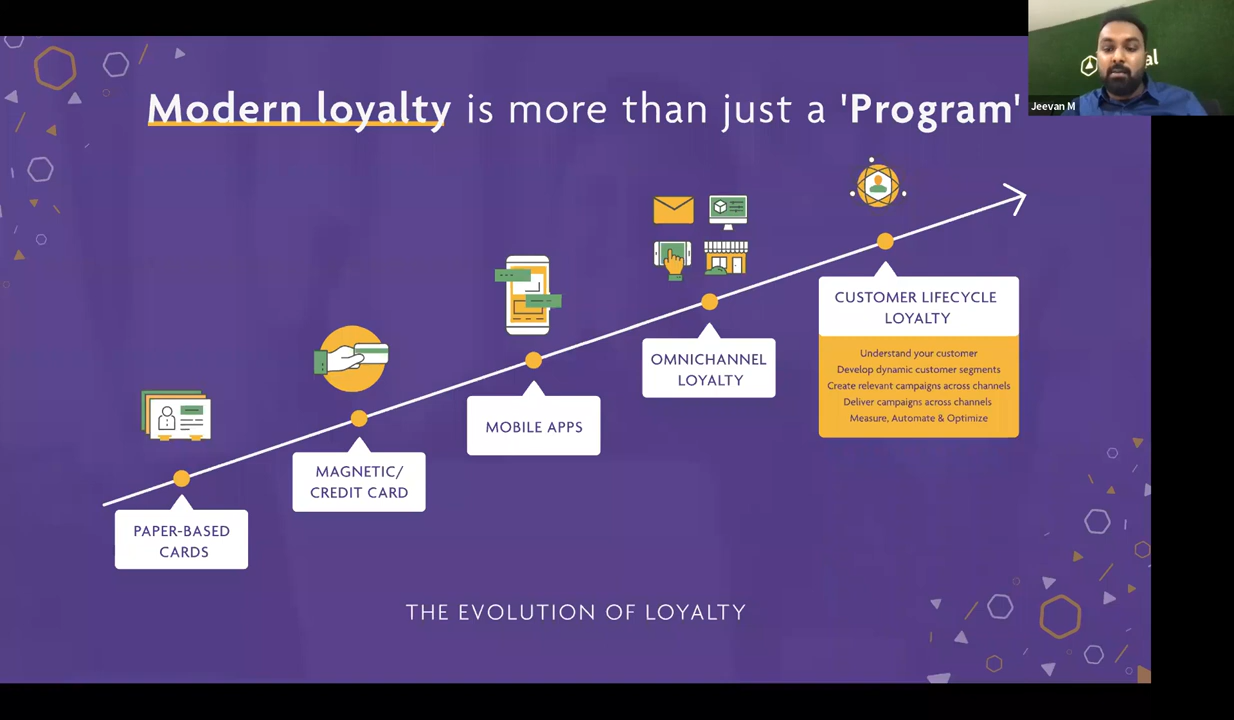 Modern loyalty is more than just a 'Program'
Jeevan M
PAPER-BASED
CARDS
MAGNETIC/
CREDIT CARD
MOBILE APPS
OMNICHANNEL
LOYALTY
CUSTOMER LIFECYCLE
LOYALTY
Understand your customer
Develop dynamic customer segments
Create relevant campaigns across channels
Deliver campaigns across channels
Measure, Automate & Optimize
THE EVOLUTION OF LOYALTY